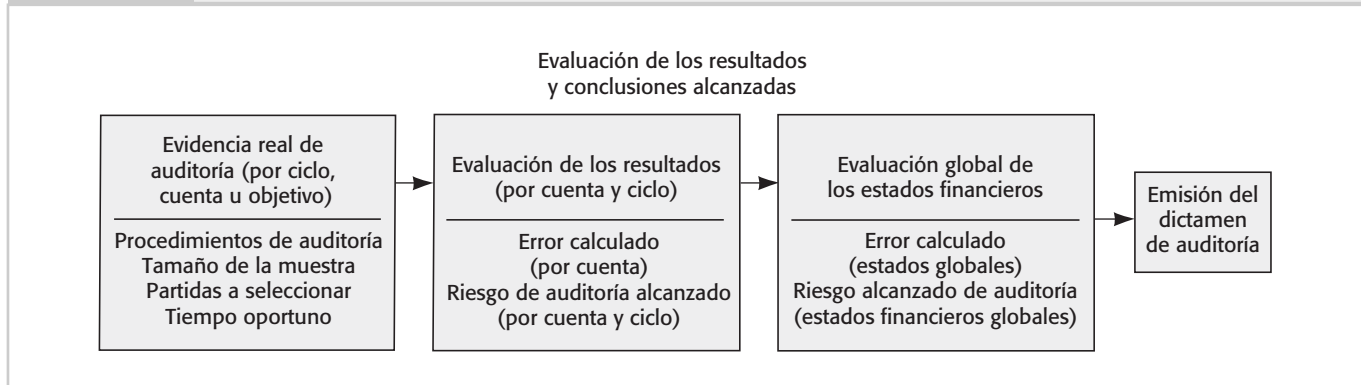 Evaluación de los resultados
y conclusiones alcanzadas
Evidencia real de
auditoría (por ciclo,
cuenta u objetivo)
Procedimientos de auditoría
Tamaño de la muestra
Partidas a seleccionar
Tiempo oportuno
Evaluación de los resultados
(por cuenta y ciclo)
Error calculado
(por cuenta)
Riesgo de auditoría alcanzado
(por cuenta y ciclo)
Evaluación global de
los estados financieros
Error calculado
(estados globales)
Riesgo alcanzado de auditoría
(estados financieros globales)
Emisión del
dictamen
de auditoría